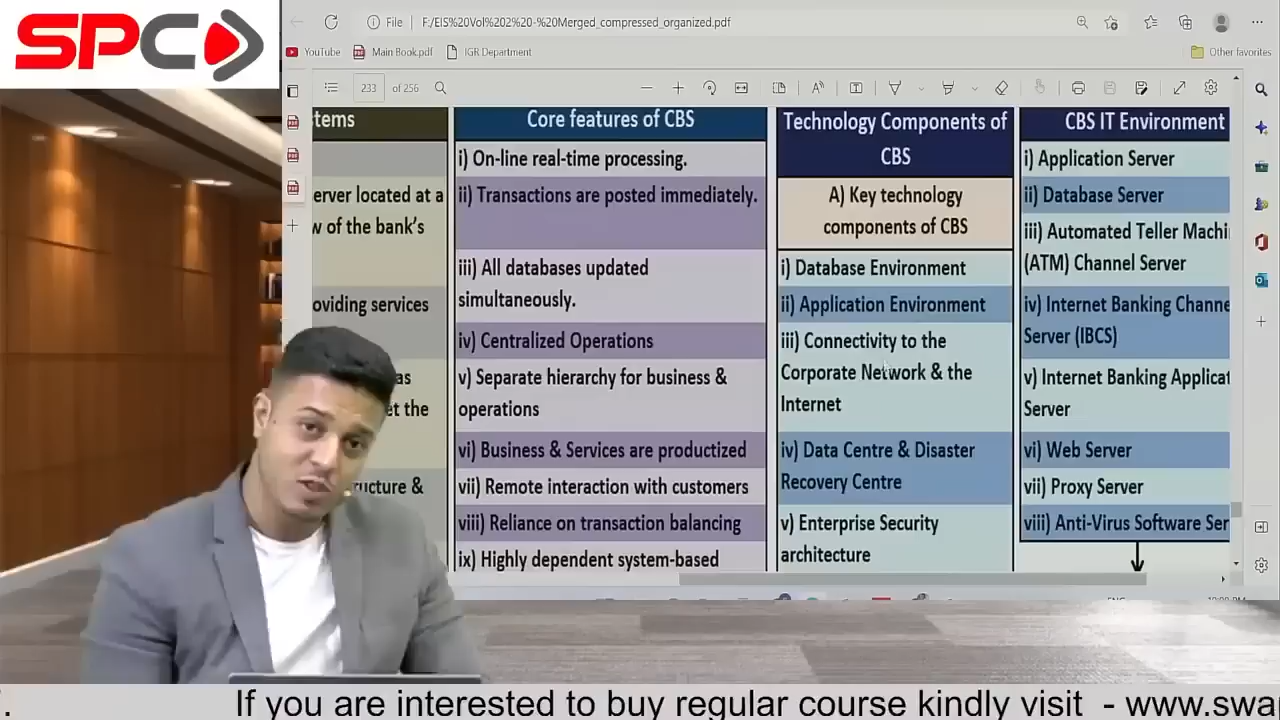 SPC
File
F:/EIS%20Vol%202%20-%20Merged_compressed_organized.pdf
YouTube
Main Book.pdf
IGR Department
Other favorites
233
of 256
stems
erver located at a
w of the bank's
oviding services
as
et the
ructure &
Core features of CBS
i) On-line real-time processing.
ii) Transactions are posted immediately.
iii) All databases updated
simultaneously.
iv) Centralized Operations
v) Separate hierarchy for business &
operations
vi) Business & Services are productized
vii) Remote interaction with customers
viii) Reliance on transaction balancing
ix) Highly dependent system-based
Technology Components of
CBS
A) Key technology
components of CBS
i) Database Environment
ii) Application Environment
iii) Connectivity to the
Corporate Network & the
Internet
iv) Data Centre & Disaster
Recovery Centre
v) Enterprise Security
architecture
CBS IT Environment
i) Application Server
ii) Database Server
iii) Automated Teller Machi
(ATM) Channel Server
iv) Internet Banking Channe
Server (IBCS)
v) Internet Banking Applicat
Server
vi) Web Server
vii) Proxy Server
viii) Anti-Virus Software Ser
If you are interested to buy regular course kindly visit - www.swa